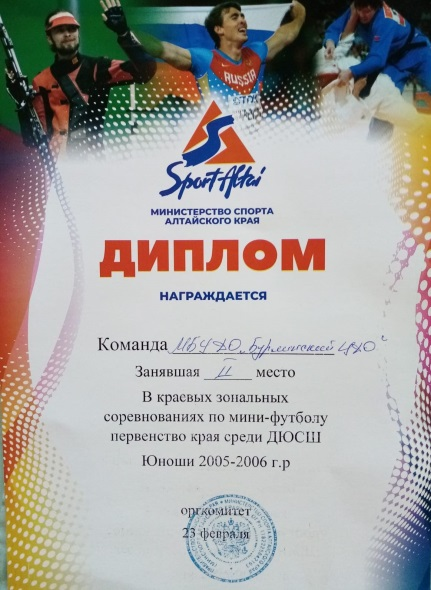 RUSSIA
Sport Altai
МИНИСТЕРСТВО СПОРТА
АЛТАЙСКОГО КРАЯ
ДИПЛОМ
НАГРАЖДАЕТСЯ
Команда МБУДО „Бурлинский ЦДО"
Занявшая II место
В краевых зональных
соревнованиях по мини-футболу
первенство края среди ДЮСШ
Юноши 2005-2006 г.р
оргкомитет
23 февраля